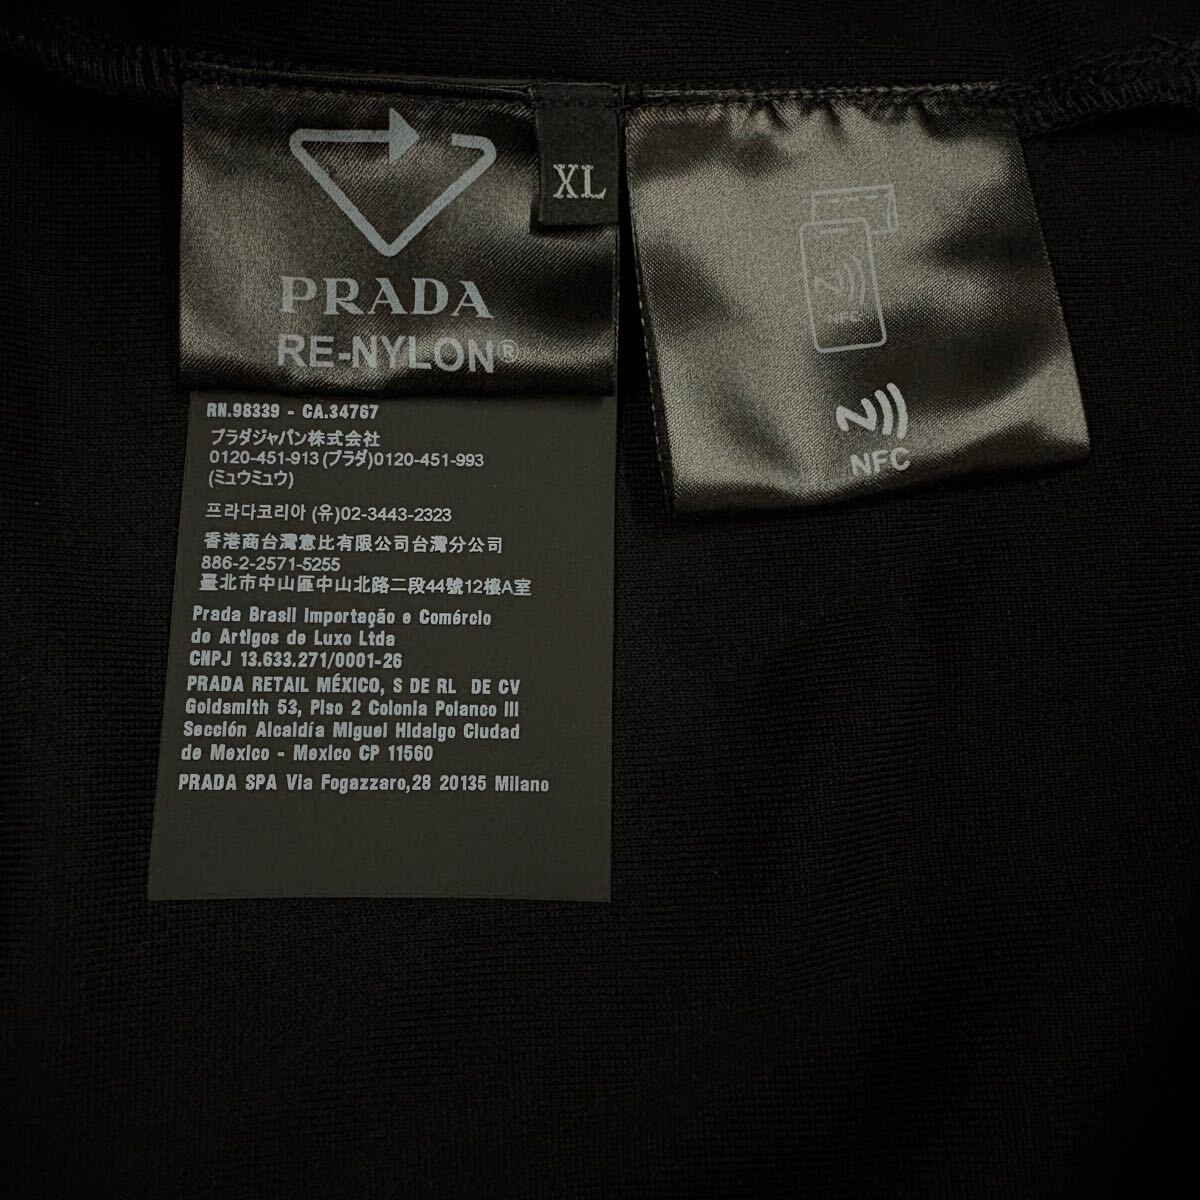 PRADA
RE-NYLON®
XL
NFC
NFC
RN.98339 - CA.34767
プラダジャパン株式会社
0120-451-913 (プラダ)0120-451-993
(ミュウミュウ)
프라다코리아 (유)02-3443-2323
香港商台灣惠比有限公司台灣分公司
886-2-2571-5255
臺北市中山區中山北路二段44號12樓A室
Prada Brasil Importação e Comércio
de Artigos de Luxo Ltda
CNPJ 13.633.271/0001-26
PRADA RETAIL MÉXICO, S DE RL DE CV
Goldsmith 53, Piso 2 Colonia Polanco III
Sección Alcaldía Miguel Hidalgo Ciudad
de Mexico - Mexico CP 11560
PRADA SPA Via Fogazzaro,28 20135 Milano